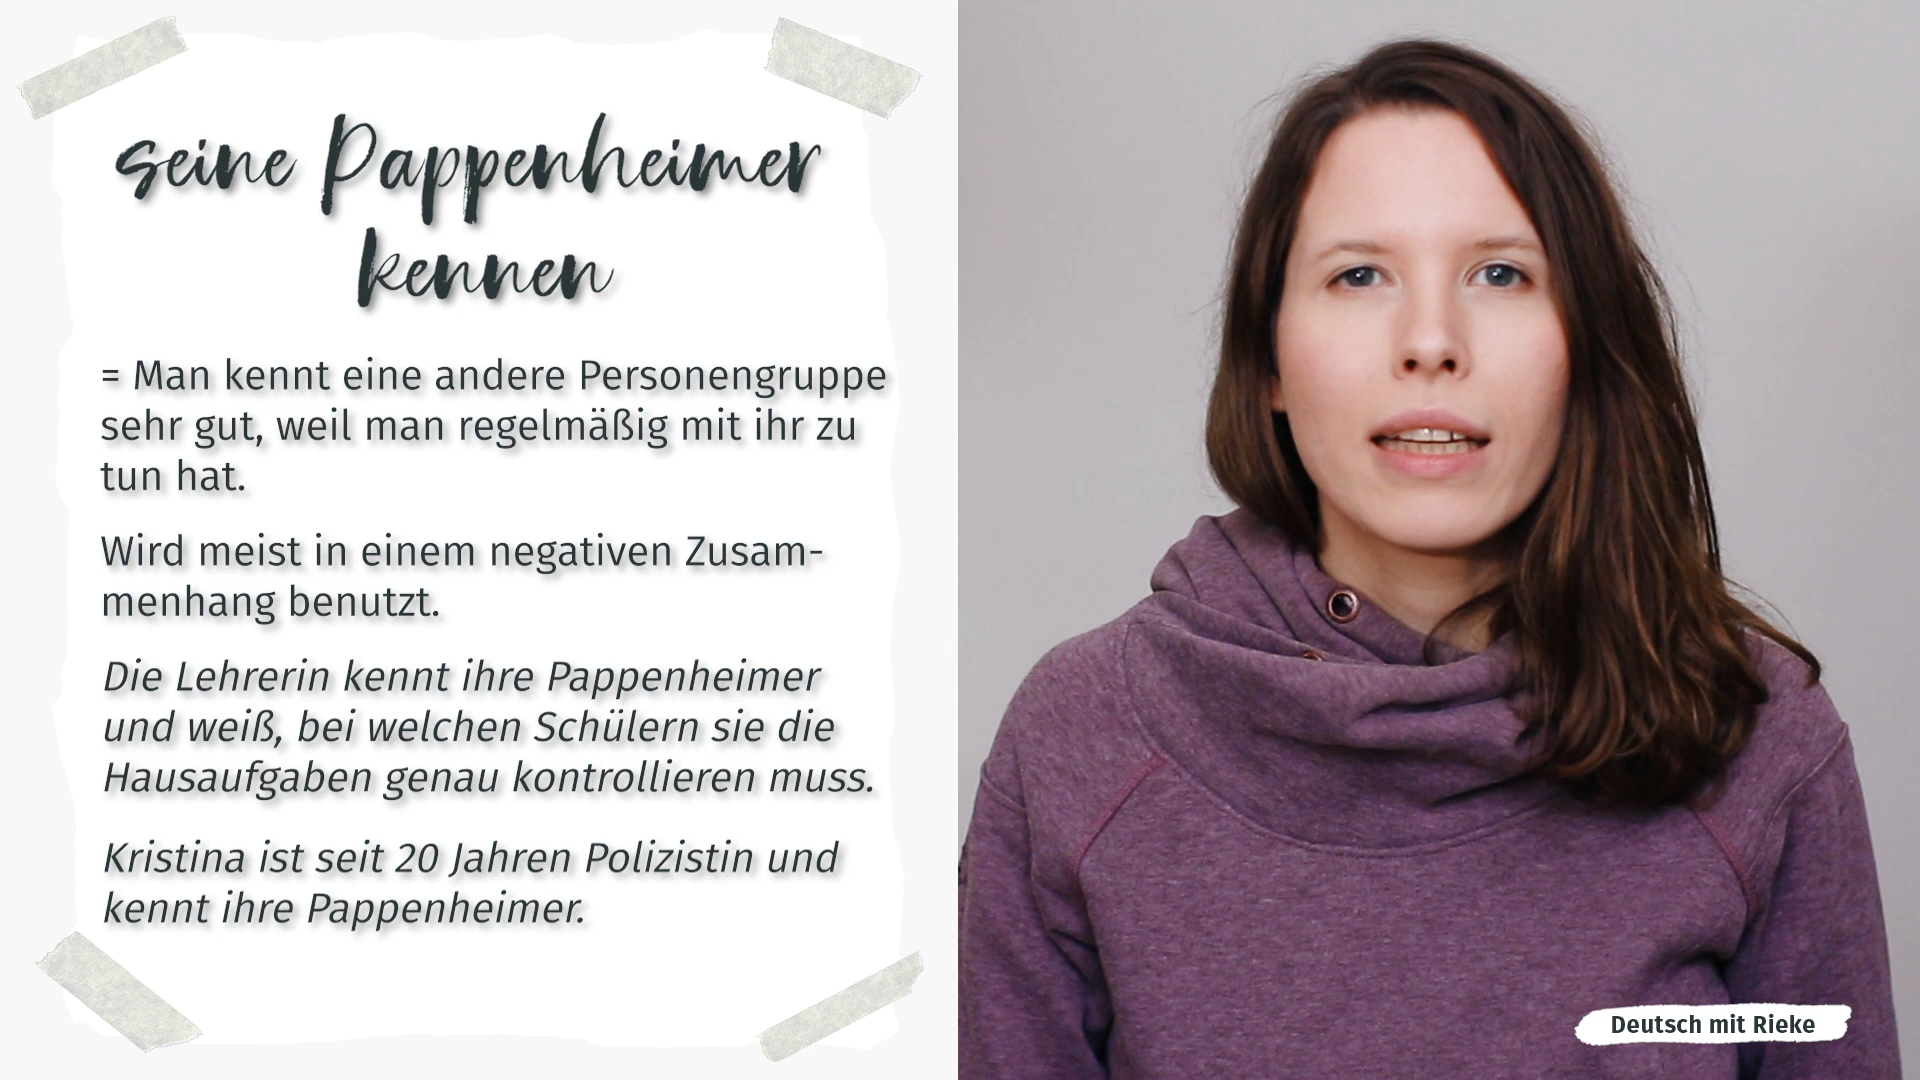 seine Pappenheimer
kennen
= Man kennt eine andere Personengruppe
sehr gut, weil man regelmäßig mit ihr zu
tun hat.
Wird meist in einem negativen Zusam-
menhang benutzt.
Die Lehrerin kennt ihre Pappenheimer
und weiß, bei welchen Schülern sie die
Hausaufgaben genau kontrollieren muss.
Kristina ist seit 20 Jahren Polizistin und
kennt ihre Pappenheimer.
Deutsch mit Rieke